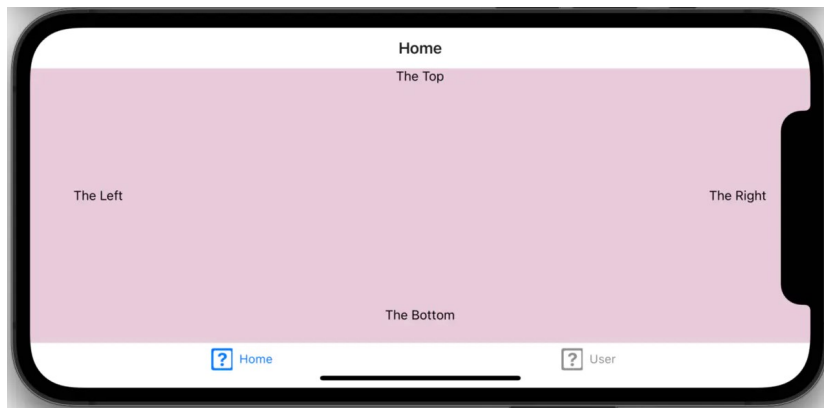 Home
The Top
The Left
The Right
The Bottom
? Home
? User